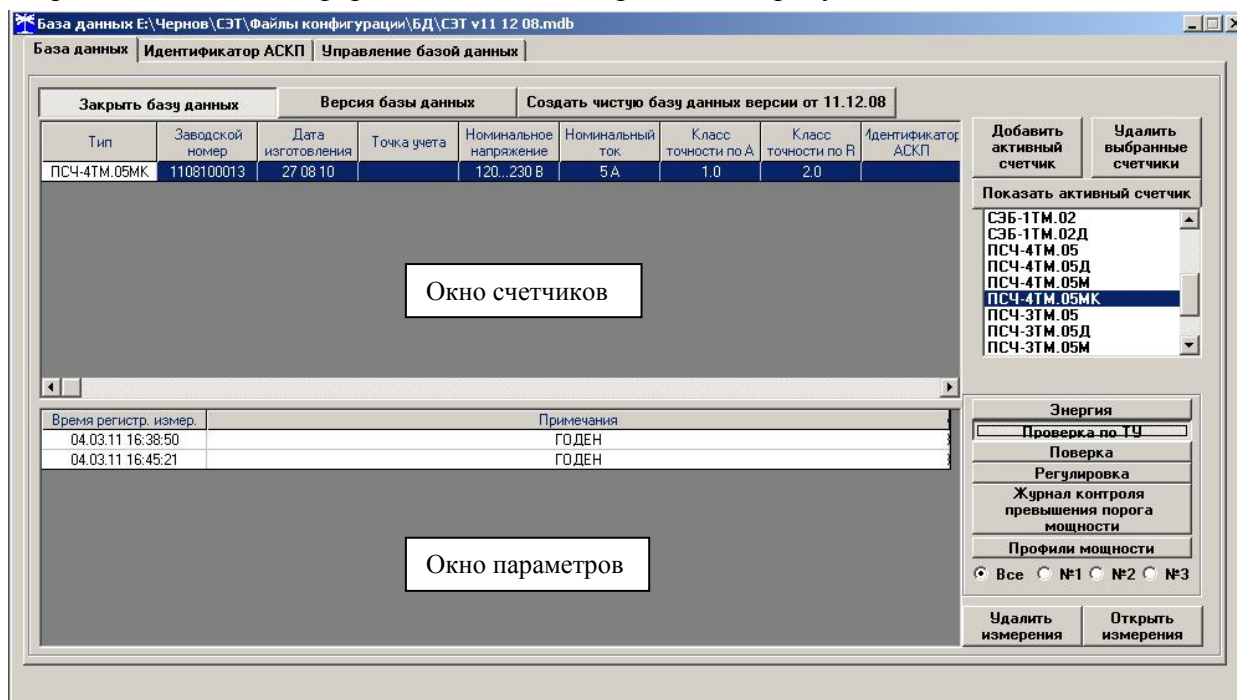 База данных E:\Чернов\СЭТ\Файлы конфигурации\БД\СЭТ v11 12 08.mdb
База данных Идентификатор АСКП Управление базой данных
Закрыть базу данных Версия базы данных Создать чистую базу данных версии от 11.12.08
Тип Заводской номер Дата изготовления Точка учета Номинальное напряжение Номинальный ток Класс точности по A Класс точности по R Идентификатор АСКП
ПСЧ-4ТМ.05МК 1108100013 27 08 10 120...230 В 5 А 1.0 2.0
Добавить активный счетчик
Удалить выбранные счетчики
Показать активный счетчик
СЭБ-1ТМ.02
СЭБ-1ТМ.02Д
ПСЧ-4ТМ.05
ПСЧ-4ТМ.05Д
ПСЧ-4ТМ.05М
ПСЧ-4ТМ.05МК
ПСЧ-3ТМ.05
ПСЧ-3ТМ.05Д
ПСЧ-3ТМ.05М
Окно счетчиков
Время регистр. измер. Примечания
04.03.11 16:38:50 ГОДЕН
04.03.11 16:45:21 ГОДЕН
Окно параметров
Энергия
Проверка по ТУ
Поверка
Регулировка
Журнал контроля
превышения порога
мощности
Профили мощности
Все №1 №2 №3
Удалить измерения
Открыть измерения